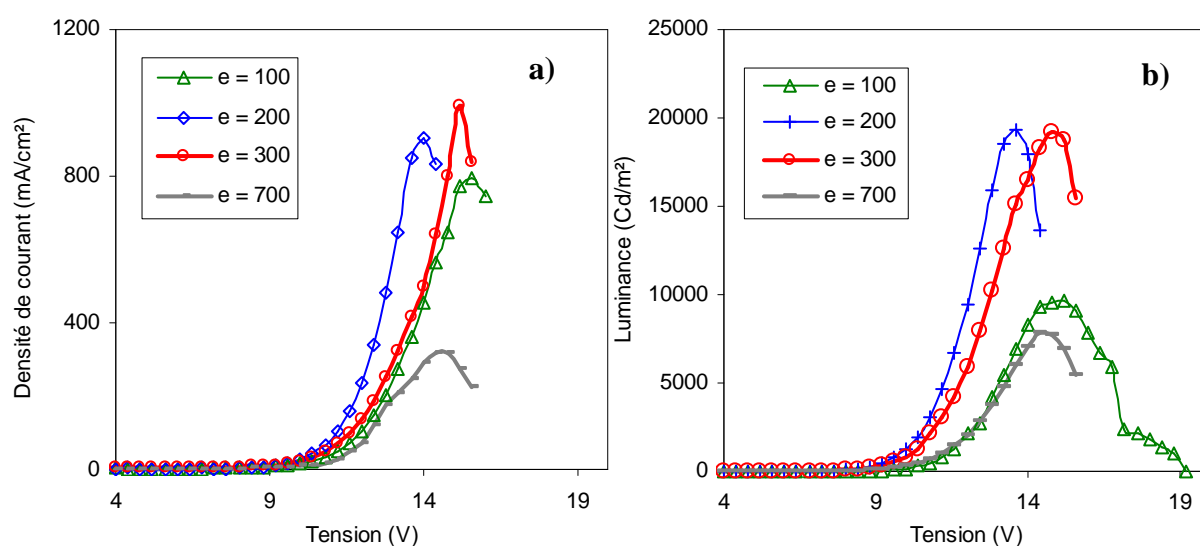 a)
Densité de courant (mA/cm²)
1200
800
400
0
e = 100
e = 200
e = 300
e = 700
4
9
14
19
Tension (V)
b)
Luminance (Cd/m²)
25000
20000
15000
10000
5000
0
e = 100
e = 200
e = 300
e = 700
4
9
14
19
Tension (V)